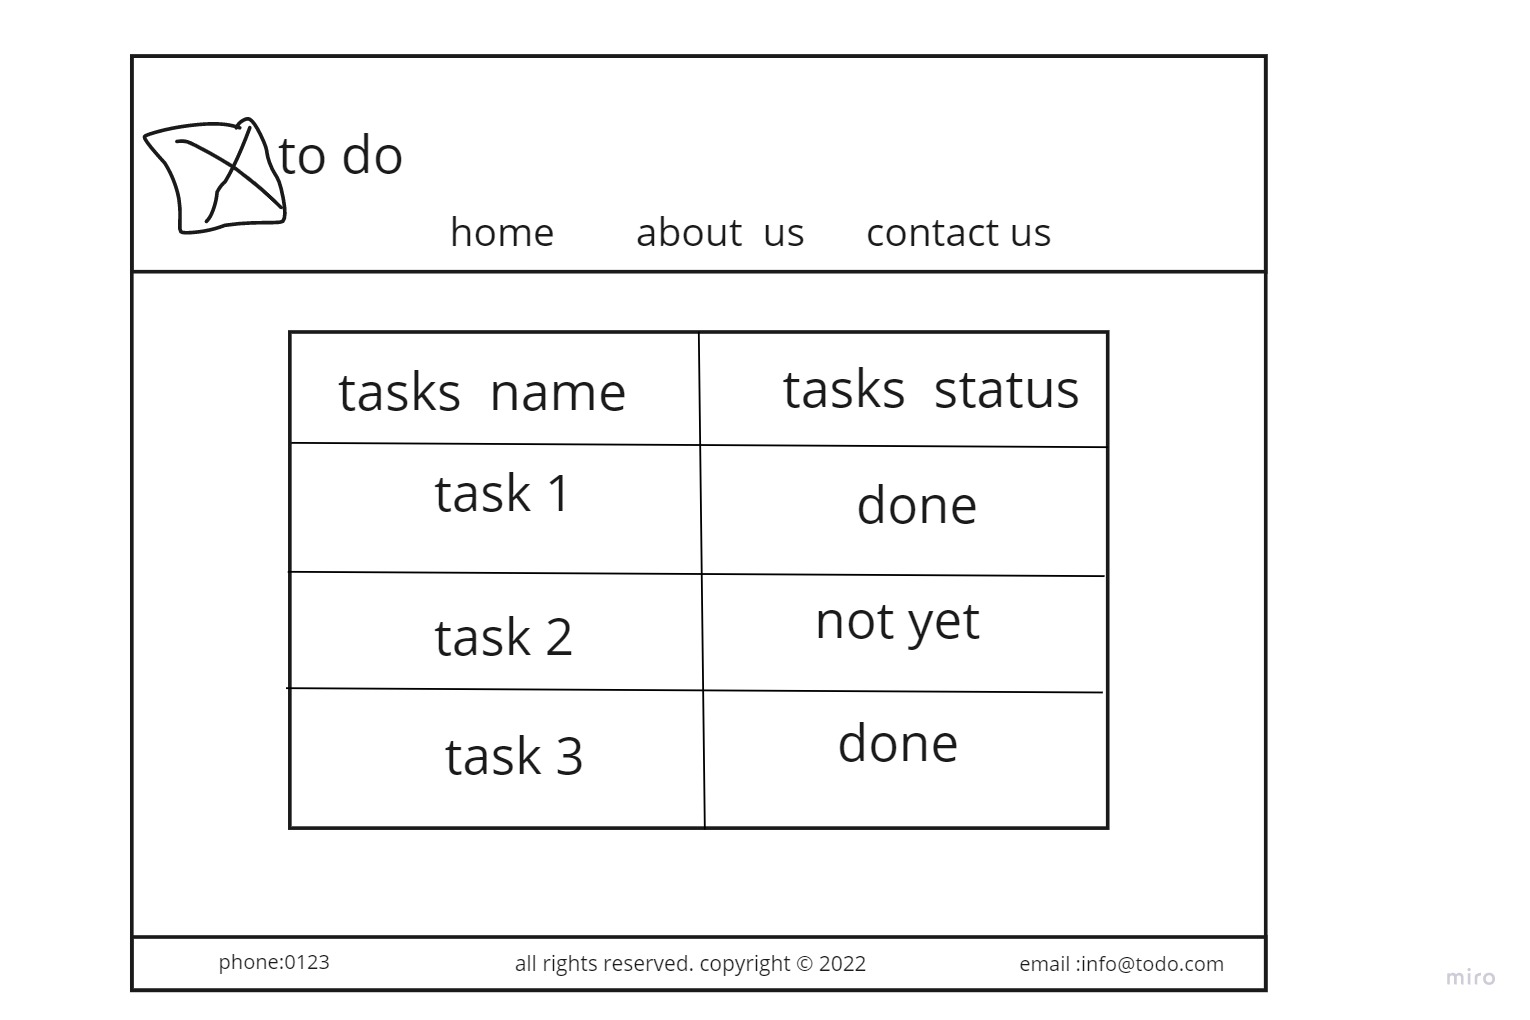 to do
home about us contact us
tasks name tasks status
task 1 done
task 2 not yet
task 3 done
phone:0123 all rights reserved. copyright © 2022 email :info@todo.com
miro